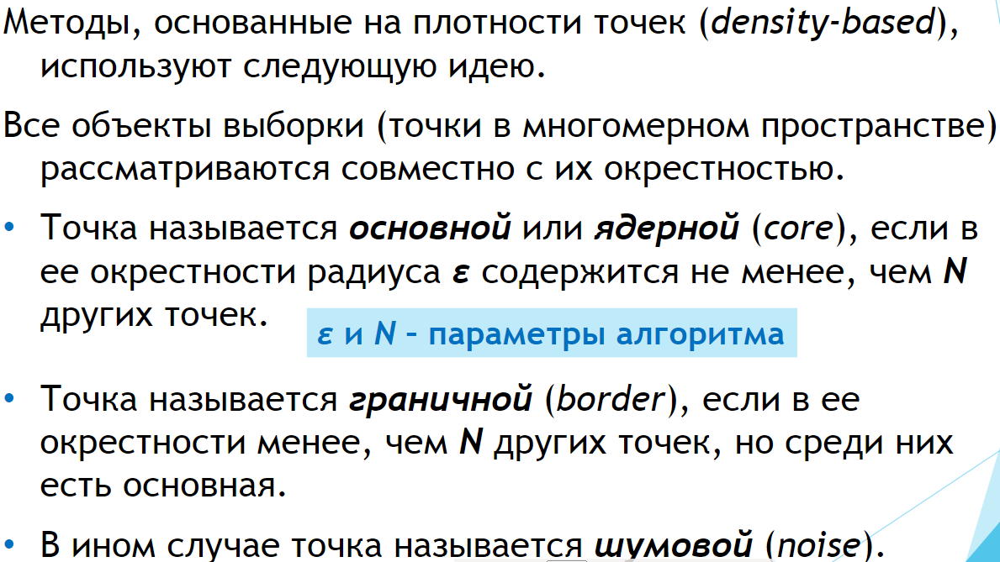 Методы, основанные на плотности точек (density-based),
используют следующую идею.
Все объекты выборки (точки в многомерном пространстве)
рассматриваются совместно с их окрестностью.
• Точка называется основной или ядерной (core), если в
ее окрестности радиуса ε содержится не менее, чем N
других точек.
ε и N – параметры алгоритма
• Точка называется граничной (border), если в ее
окрестности менее, чем N других точек, но среди них
есть основная.
• В ином случае точка называется шумовой (noise).